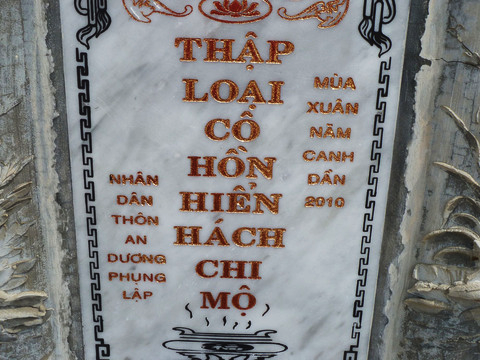 THẬP
LOẠI
CÔ
HỒN
HIỂN
HÁCH
CHI
MỘ
MÙA
XUÂN
NĂM
CANH
DẦN
2010
NHÂN
DÂN
THÔN
AN
DƯƠNG
PHỤNG
LẬP